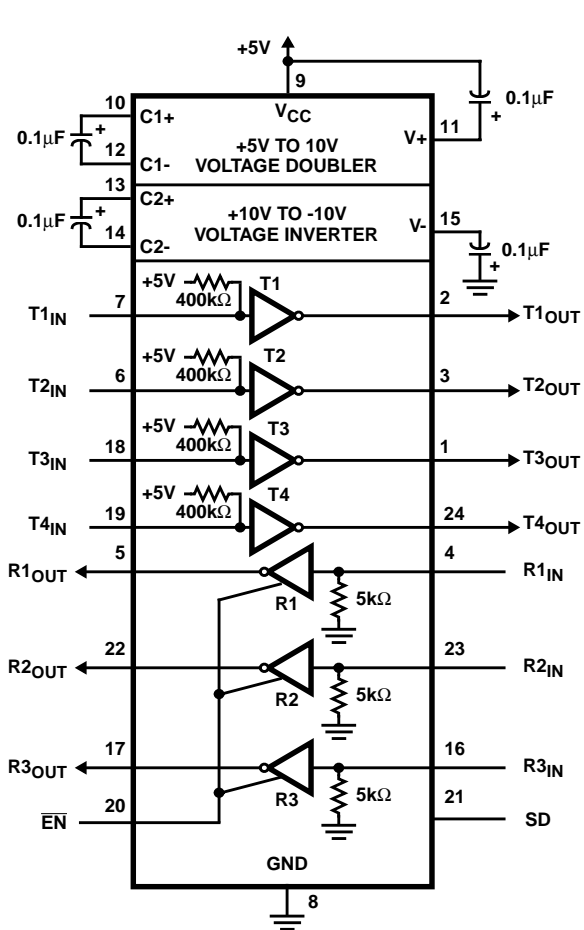 +5V
9
0.1μF
10
C1+
VCC
+
0.1μF
+
+5V TO 10V
VOLTAGE DOUBLER
V+
11
12
C1-
13
C2+
+
0.1μF
+10V TO -10V
VOLTAGE INVERTER
V-
15
14
C2-
0.1μF
+
+5V
400kΩ
T1
T1IN
7
2
T1OUT
+5V
400kΩ
T2
T2IN
6
3
T2OUT
+5V
400kΩ
T3
T3IN
18
1
T3OUT
+5V
400kΩ
T4
T4IN
19
24
T4OUT
R1OUT
5
4
R1IN
R1
5kΩ
R2OUT
22
23
R2IN
R2
5kΩ
R3OUT
17
16
R3IN
R3
5kΩ
E̅N̅
20
21
SD
GND
8